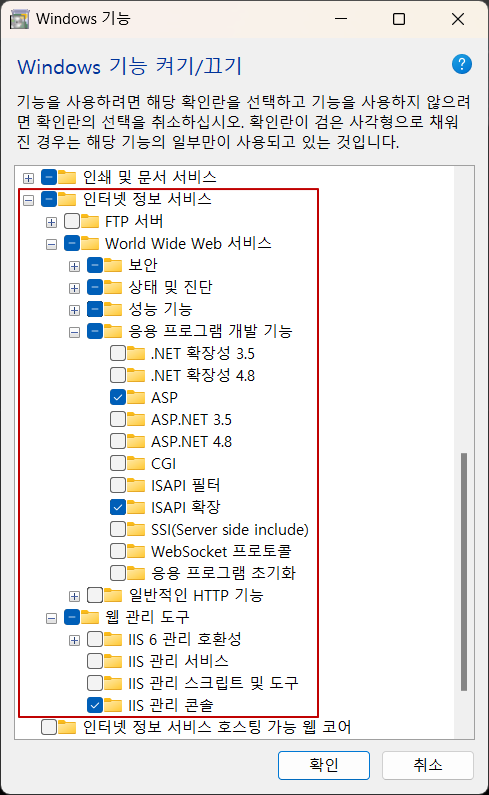 Windows 기능
Windows 기능 켜기/끄기
?
기능을 사용하려면 해당 확인란을 선택하고 기능을 사용하지 않으려
면 확인란의 선택을 취소하십시오. 확인란이 검은 사각형으로 채워
진 경우는 해당 기능의 일부만이 사용되고 있는 것입니다.
인쇄 및 문서 서비스
인터넷 정보 서비스
FTP 서버
World Wide Web 서비스
보안
상태 및 진단
성능 기능
응용 프로그램 개발 기능
.NET 확장성 3.5
.NET 확장성 4.8
ASP
ASP.NET 3.5
ASP.NET 4.8
CGI
ISAPI 필터
ISAPI 확장
SSI(Server side include)
WebSocket 프로토콜
응용 프로그램 초기화
일반적인 HTTP 기능
웹 관리 도구
IIS 6 관리 호환성
IIS 관리 서비스
IIS 관리 스크립트 및 도구
IIS 관리 콘솔
인터넷 정보 서비스 호스팅 가능 웹 코어
확인
취소